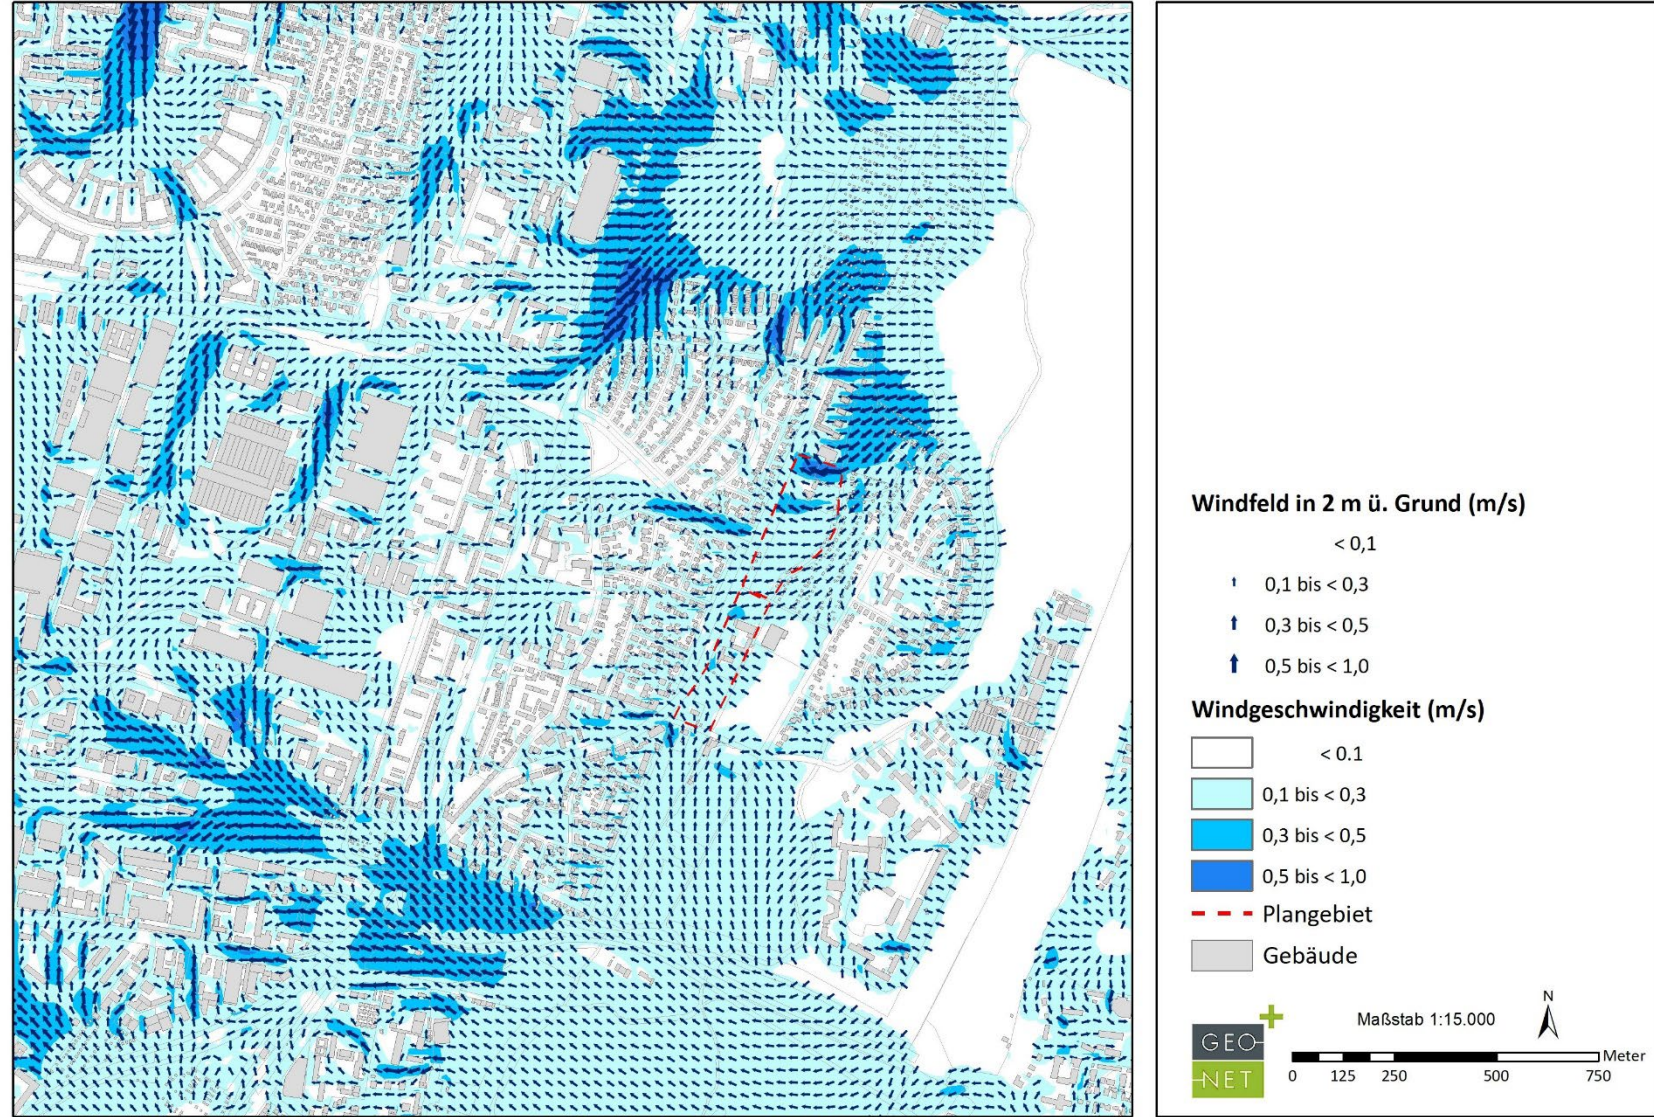 Windfeld in 2 m ü. Grund (m/s)
< 0,1
0,1 bis < 0,3
0,3 bis < 0,5
0,5 bis < 1,0
Windgeschwindigkeit (m/s)
< 0.1
0,1 bis < 0,3
0,3 bis < 0,5
0,5 bis < 1,0
Plangebiet
Gebäude
N
Maßstab 1:15.000
GEO
NET
Meter
0 125 250 500 750